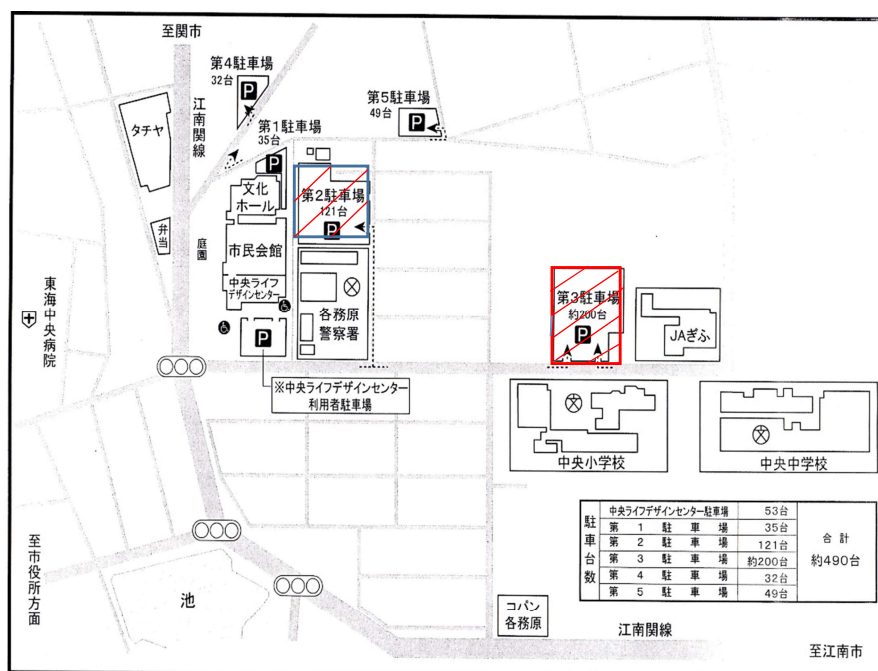 至関市
第4駐車場
32台
P
江南関線
第5駐車場
49台
P
タチヤ
第1駐車場
35台
P
文化
ホール
第2駐車場
121台
P
弁当
庭園
市民会館
中央ライフ
デザインセンター
各務原
警察署
P
第3駐車場
約200台
P
JAぎふ
東海中央病院
※中央ライフデザインセンター
利用者駐車場
文
中央小学校
文
中央中学校
駐車台数
中央ライフデザインセンター駐車場 53台
第1駐車場 35台
第2駐車場 121台
第3駐車場 約200台
第4駐車場 32台
第5駐車場 49台
合計
約490台
至市役所方面
池
コパン
各務原
江南関線
至江南市